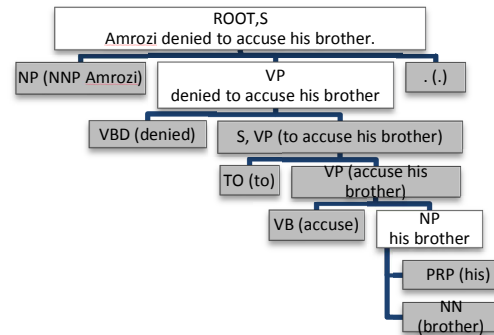 ROOT,S
Amrozi denied to accuse his brother.
NP (NNP Amrozi)
VP
denied to accuse his brother
. (.)
VBD (denied)
S, VP (to accuse his brother)
TO (to)
VP (accuse his
brother)
VB (accuse)
NP
his brother
PRP (his)
NN
(brother)